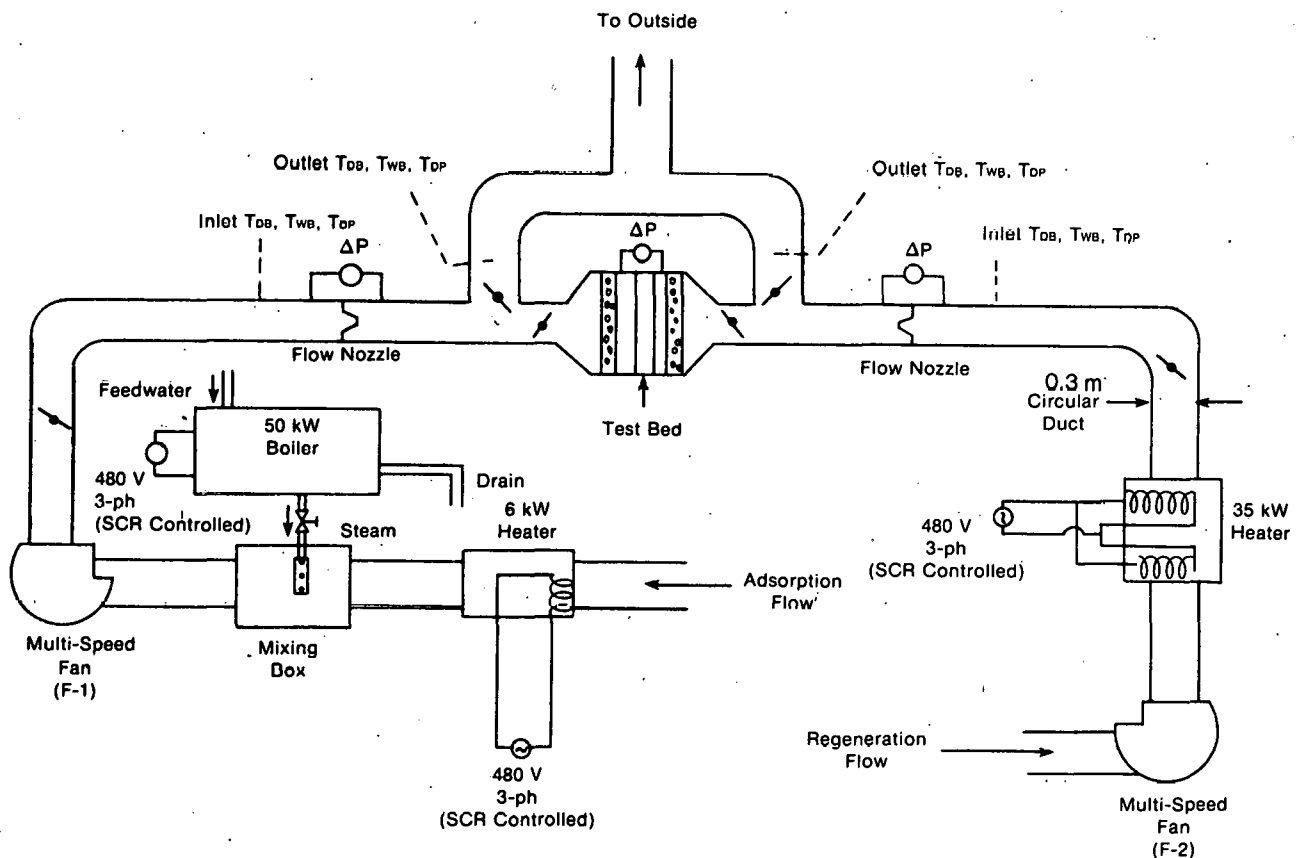 To Outside
Outlet TDB, TWB, TDP
Outlet TDB, TWB, TDP
Inlet TDB, TWB, TDP
ΔP
ΔP
ΔP
Inlet TDB, TWB, TDP
Flow Nozzle
Flow Nozzle
Feedwater
0.3 m
Circular
Duct
50 kW
Boiler
Test Bed
480 V
3-ph
(SCR Controlled)
Drain
Steam
6 kW
Heater
480 V
3-ph
(SCR Controlled)
35 kW
Heater
Adsorption
Flow
Multi-Speed
Fan
(F-1)
Mixing
Box
Regeneration
Flow
480 V
3-ph
(SCR Controlled)
Multi-Speed
Fan
(F-2)